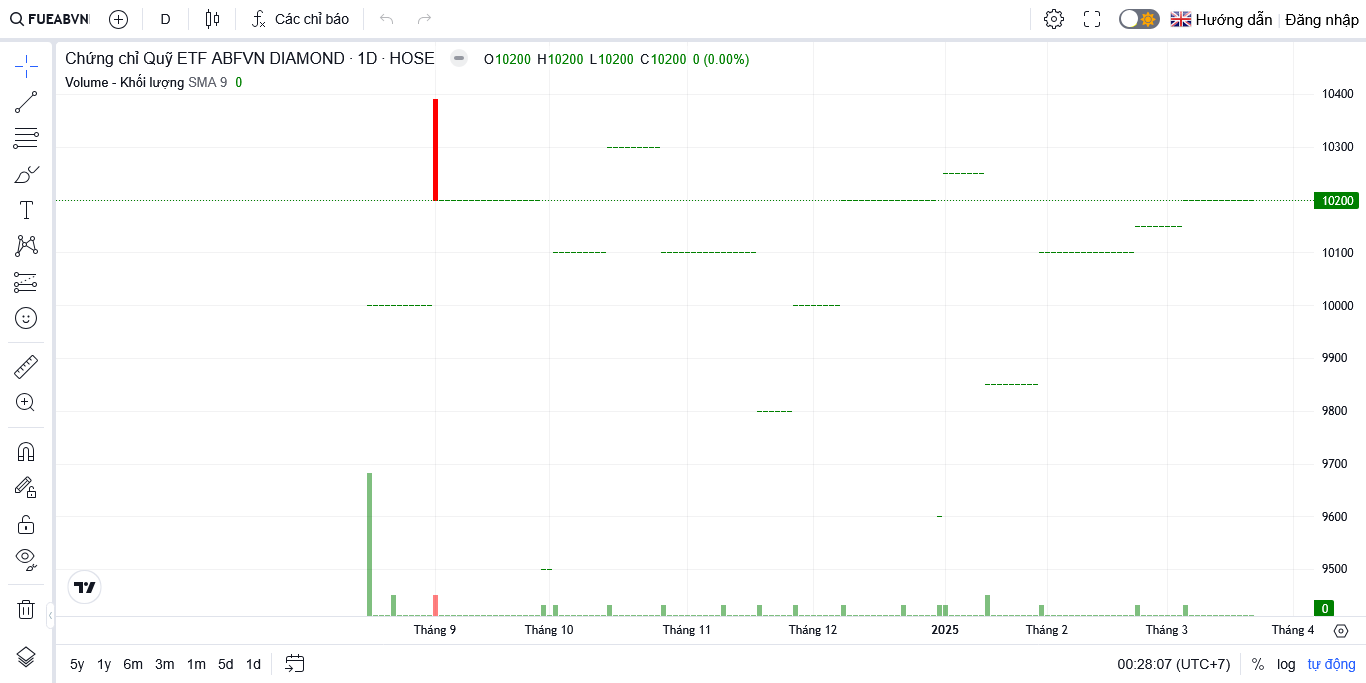 FUEABVN D Các chỉ báo Hướng dẫn Đăng nhập
Chứng chỉ Quỹ ETF ABFVN DIAMOND · 1D · HOSE O10200 H10200 L10200 C10200 0 (0.00%)
Volume - Khối lượng SMA 9 0
10400
10300
10200
10100
10000
9900
9800
9700
9600
9500
0
Tháng 9 Tháng 10 Tháng 11 Tháng 12 2025 Tháng 2 Tháng 3 Tháng 4
5y 1y 6m 3m 1m 5d 1d 00:28:07 (UTC+7) % log tự động